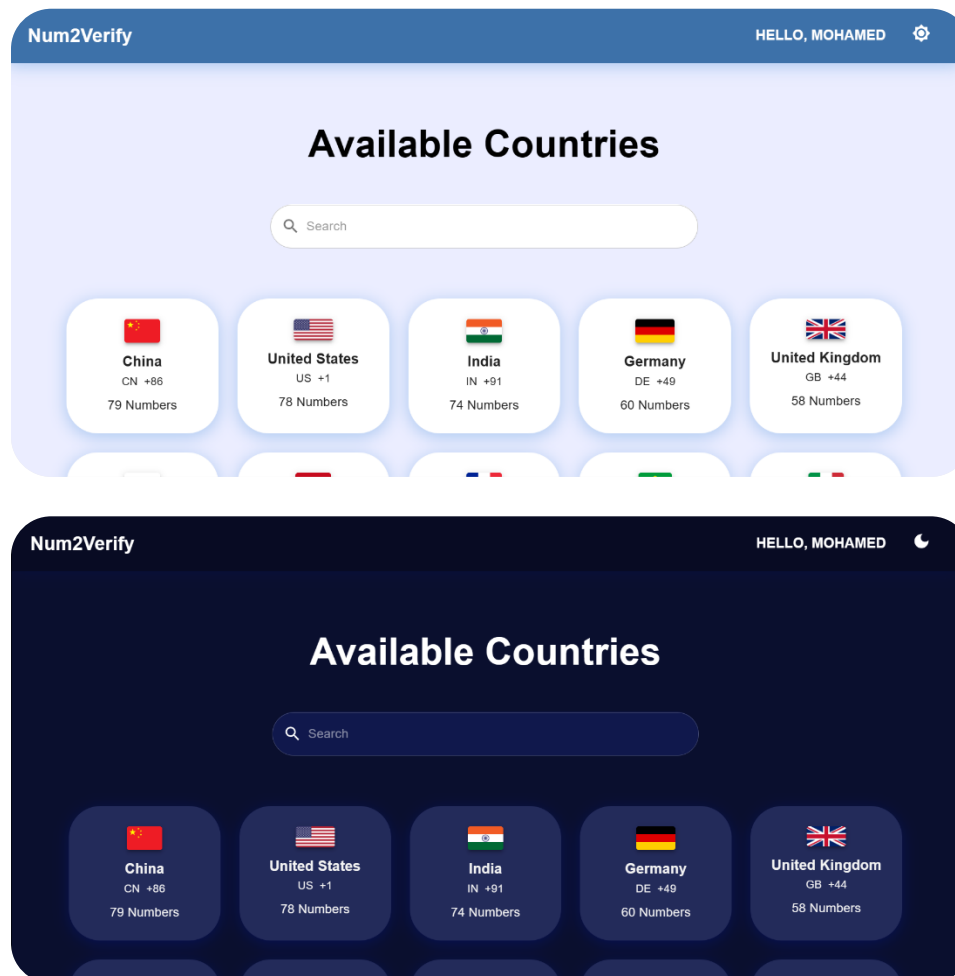 Num2Verify HELLO, MOHAMED
Available Countries
Search
China United States India Germany United Kingdom
CN +86 US +1 IN +91 DE +49 GB +44
79 Numbers 78 Numbers 74 Numbers 60 Numbers 58 Numbers
Num2Verify HELLO, MOHAMED
Available Countries
Search
China United States India Germany United Kingdom
CN +86 US +1 IN +91 DE +49 GB +44
79 Numbers 78 Numbers 74 Numbers 60 Numbers 58 Numbers